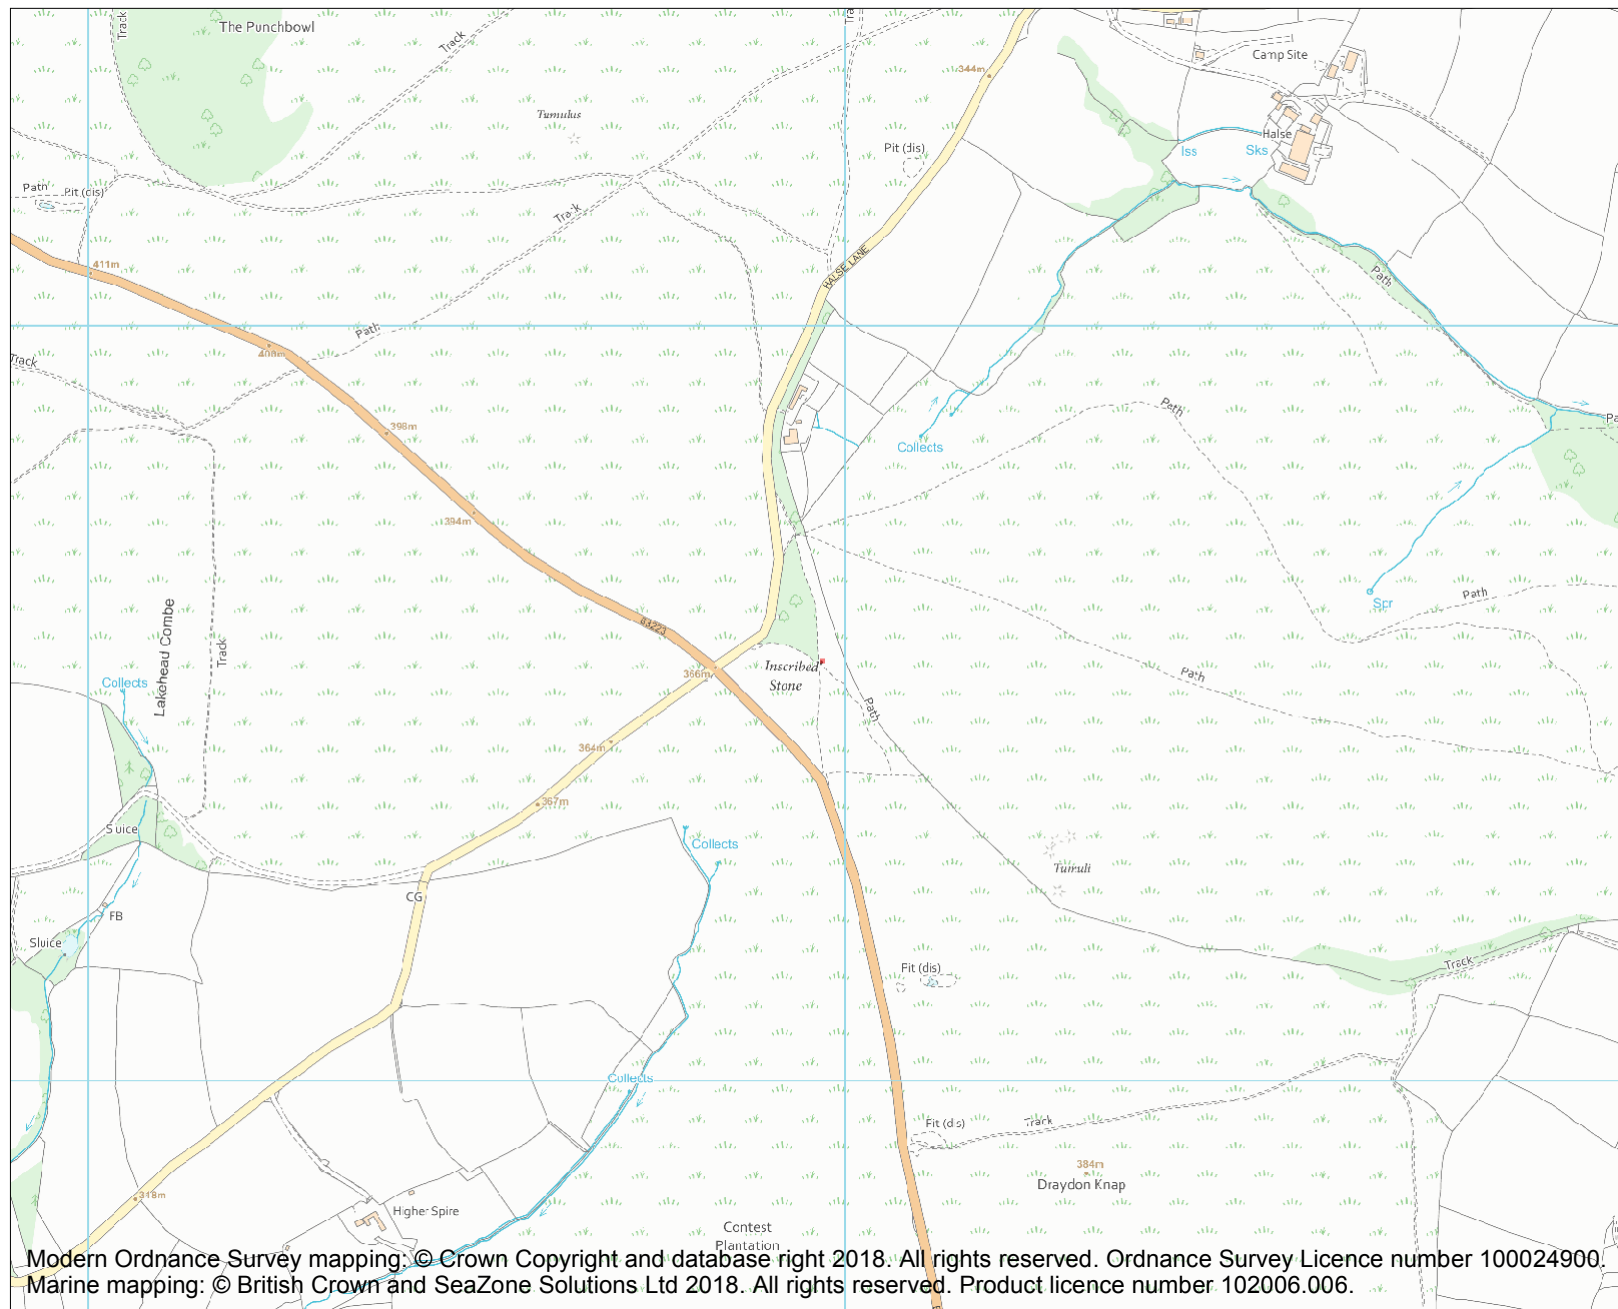 Track
The Punchbowl
Track
344m
Camp Site
Tumulus
Pit (dis)
Halse
Iss
Sks
Path
Pit (dis)
Track
HALSE LANE
411m
Path
Path
408m
Track
398m
Path
Collects
394m
Spr
Path
Lakehead Combe
Track
B3223
Collects
366m
Inscribed
Stone
Path
Path
364m
367m
Sluice
Collects
Tumuli
CG
FB
Sluice
Pit (dis)
Track
Collects
Pit (dis)
Track
384m
Draydon Knap
318m
Higher Spire
Contest
Plantation
Modern Ordnance Survey mapping: © Crown Copyright and database right 2018. All rights reserved. Ordnance Survey Licence number 100024900.
Marine mapping: © British Crown and SeaZone Solutions Ltd 2018. All rights reserved. Product licence number 102006.006.